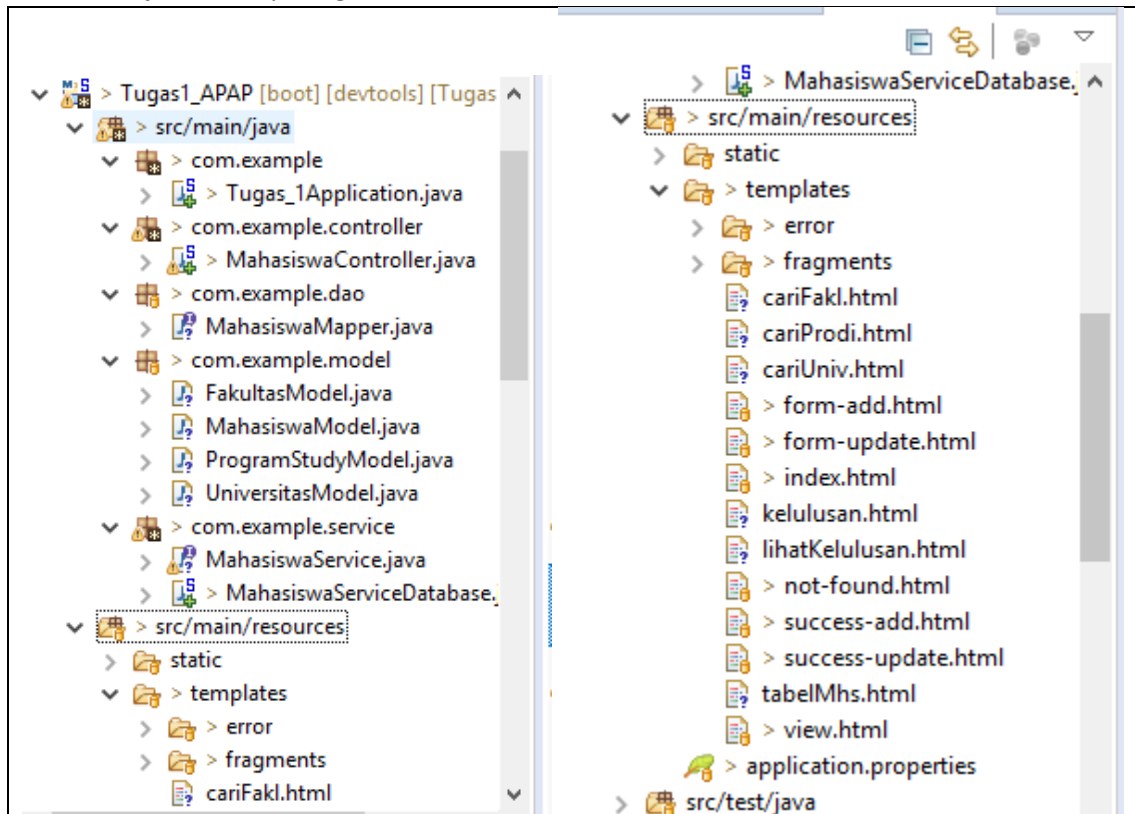 > Tugas1_APAP [boot] [devtools] [Tugas
> src/main/java
> com.example
> Tugas_1Application.java
> com.example.controller
> MahasiswaController.java
> com.example.dao
MahasiswaMapper.java
> com.example.model
FakultasModel.java
MahasiswaModel.java
ProgramStudyModel.java
UniversitasModel.java
> com.example.service
MahasiswaService.java
> MahasiswaServiceDatabase.j
> src/main/resources
static
> templates
> error
> fragments
cariFakl.html
> MahasiswaServiceDatabase.j
> src/main/resources
static
> templates
> error
> fragments
cariFakl.html
cariProdi.html
cariUniv.html
> form-add.html
> form-update.html
> index.html
kelulusan.html
lihatKelulusan.html
> not-found.html
> success-add.html
> success-update.html
tabelMhs.html
> view.html
> application.properties
src/test/java